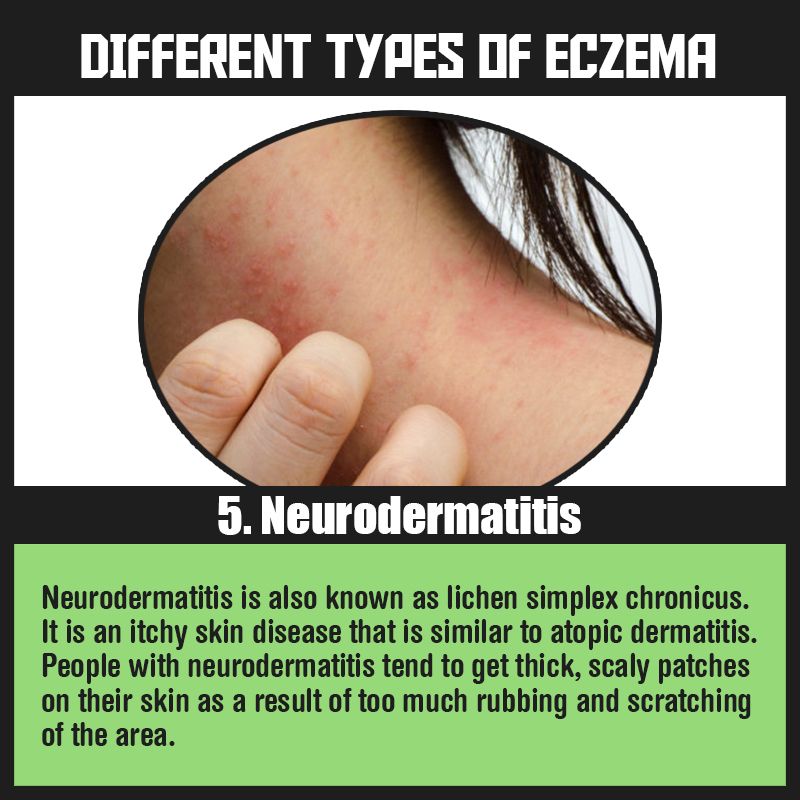 DIFFERENT TYPES OF ECZEMA
5. Neurodermatitis
Neurodermatitis is also known as lichen simplex chronicus.
It is an itchy skin disease that is similar to atopic dermatitis.
People with neurodermatitis tend to get thick, scaly patches
on their skin as a result of too much rubbing and scratching
of the area.